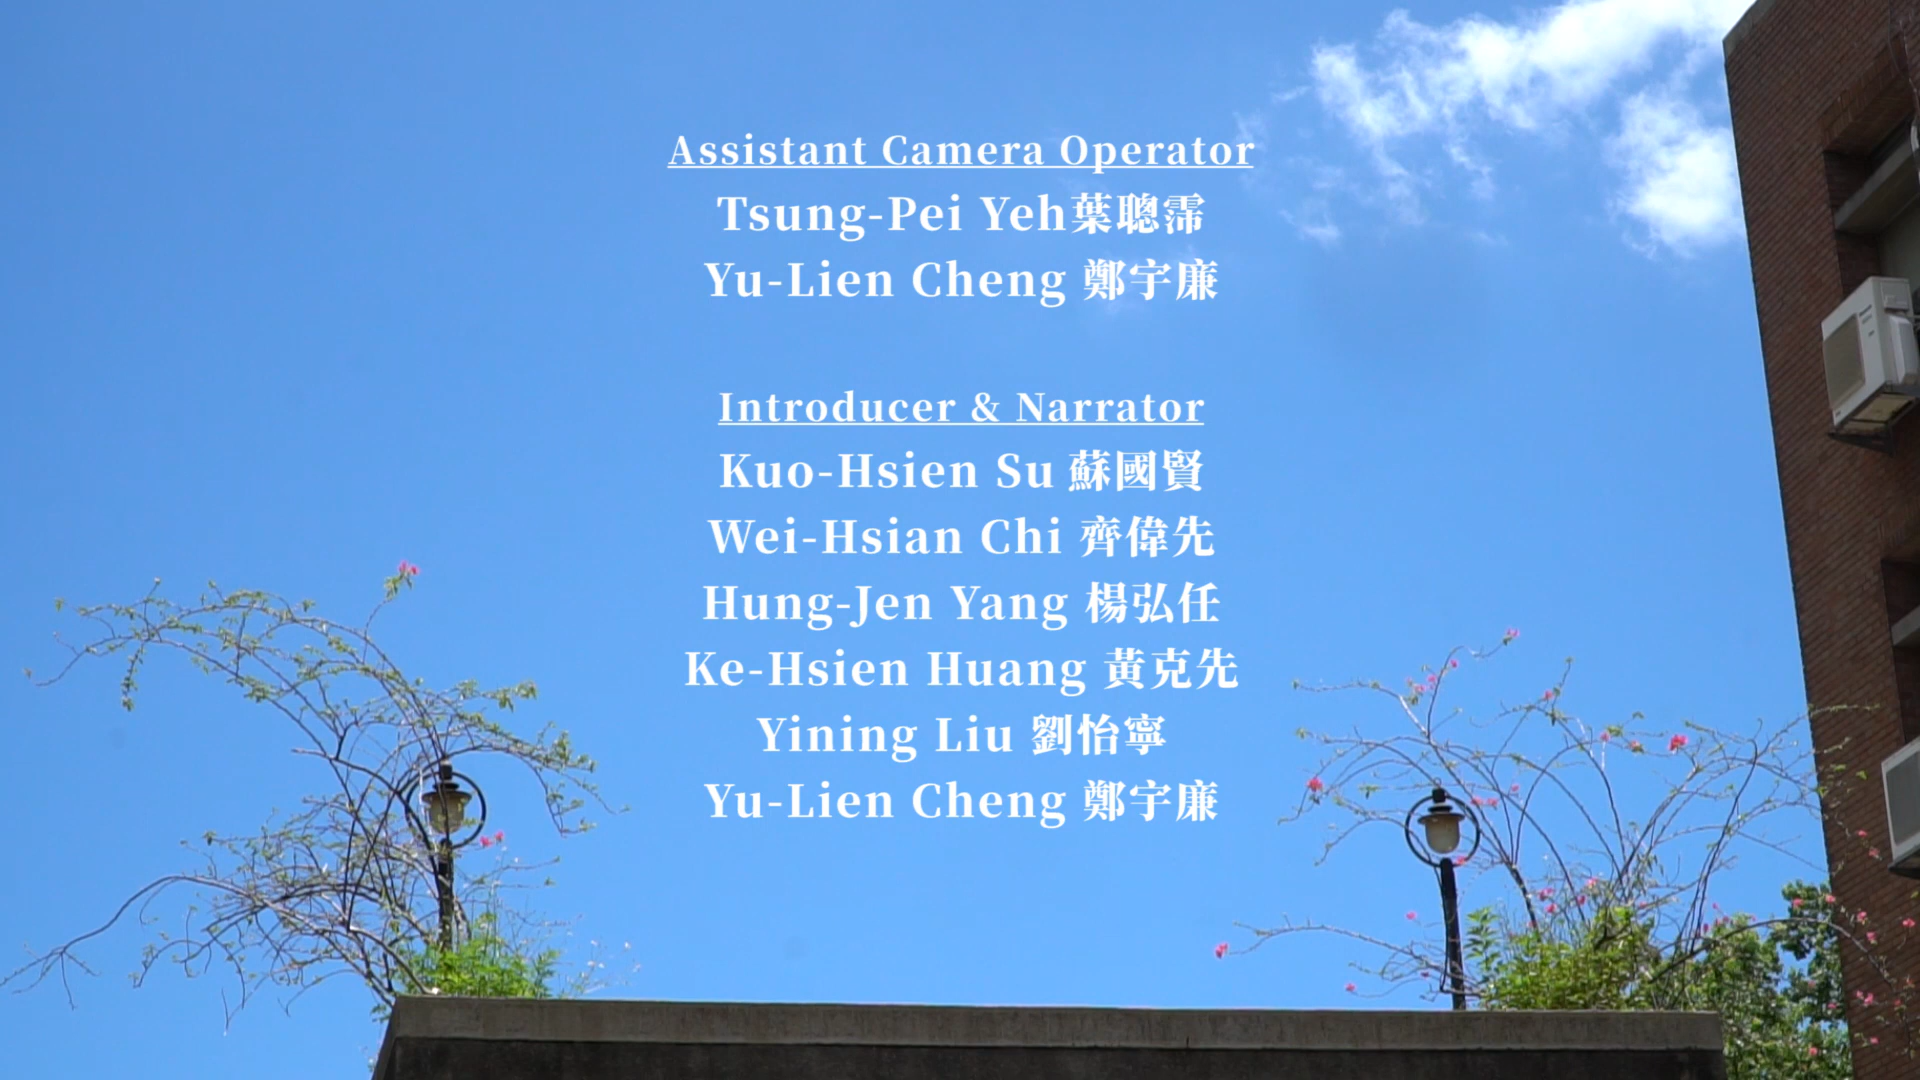 Assistant Camera Operator
Tsung-Pei Yeh葉聰霈
Yu-Lien Cheng 鄭宇廉
Introducer & Narrator
Kuo-Hsien Su 蘇國賢
Wei-Hsian Chi 齊偉先
Hung-Jen Yang 楊弘任
Ke-Hsien Huang 黃克先
Yining Liu 劉怡寧
Yu-Lien Cheng 鄭宇廉